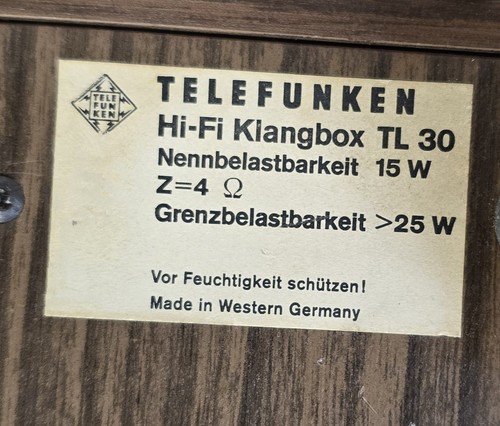 TELE
FUN
KEN
TELEFUNKEN
Hi-Fi Klangbox TL 30
Nennbelastbarkeit 15 W
Z=4 Ω
Grenzbelastbarkeit >25 W
Vor Feuchtigkeit schützen!
Made in Western Germany